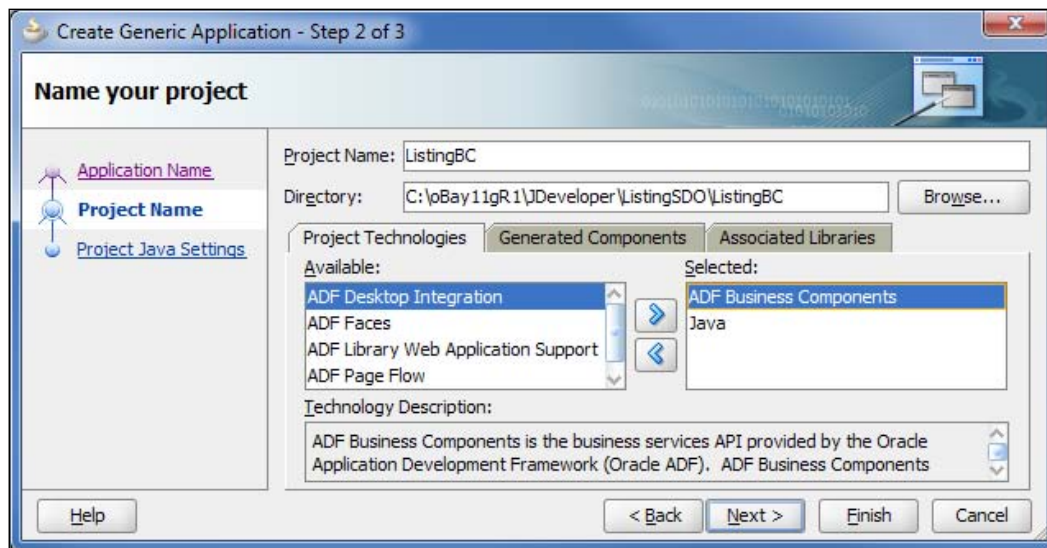 Create Generic Application - Step 2 of 3
Name your project
Application Name
Project Name
Project Java Settings
Project Name: ListingBC
Directory: C:\oBay11gR1\JDeveloper\ListingSDO\ListingBC Browse...
Project Technologies Generated Components Associated Libraries
Available: Selected:
ADF Desktop Integration ADF Business Components
ADF Faces Java
ADF Library Web Application Support
ADF Page Flow
Technology Description:
ADF Business Components is the business services API provided by the Oracle
Application Development Framework (Oracle ADF). ADF Business Components
Help < Back Next > Finish Cancel